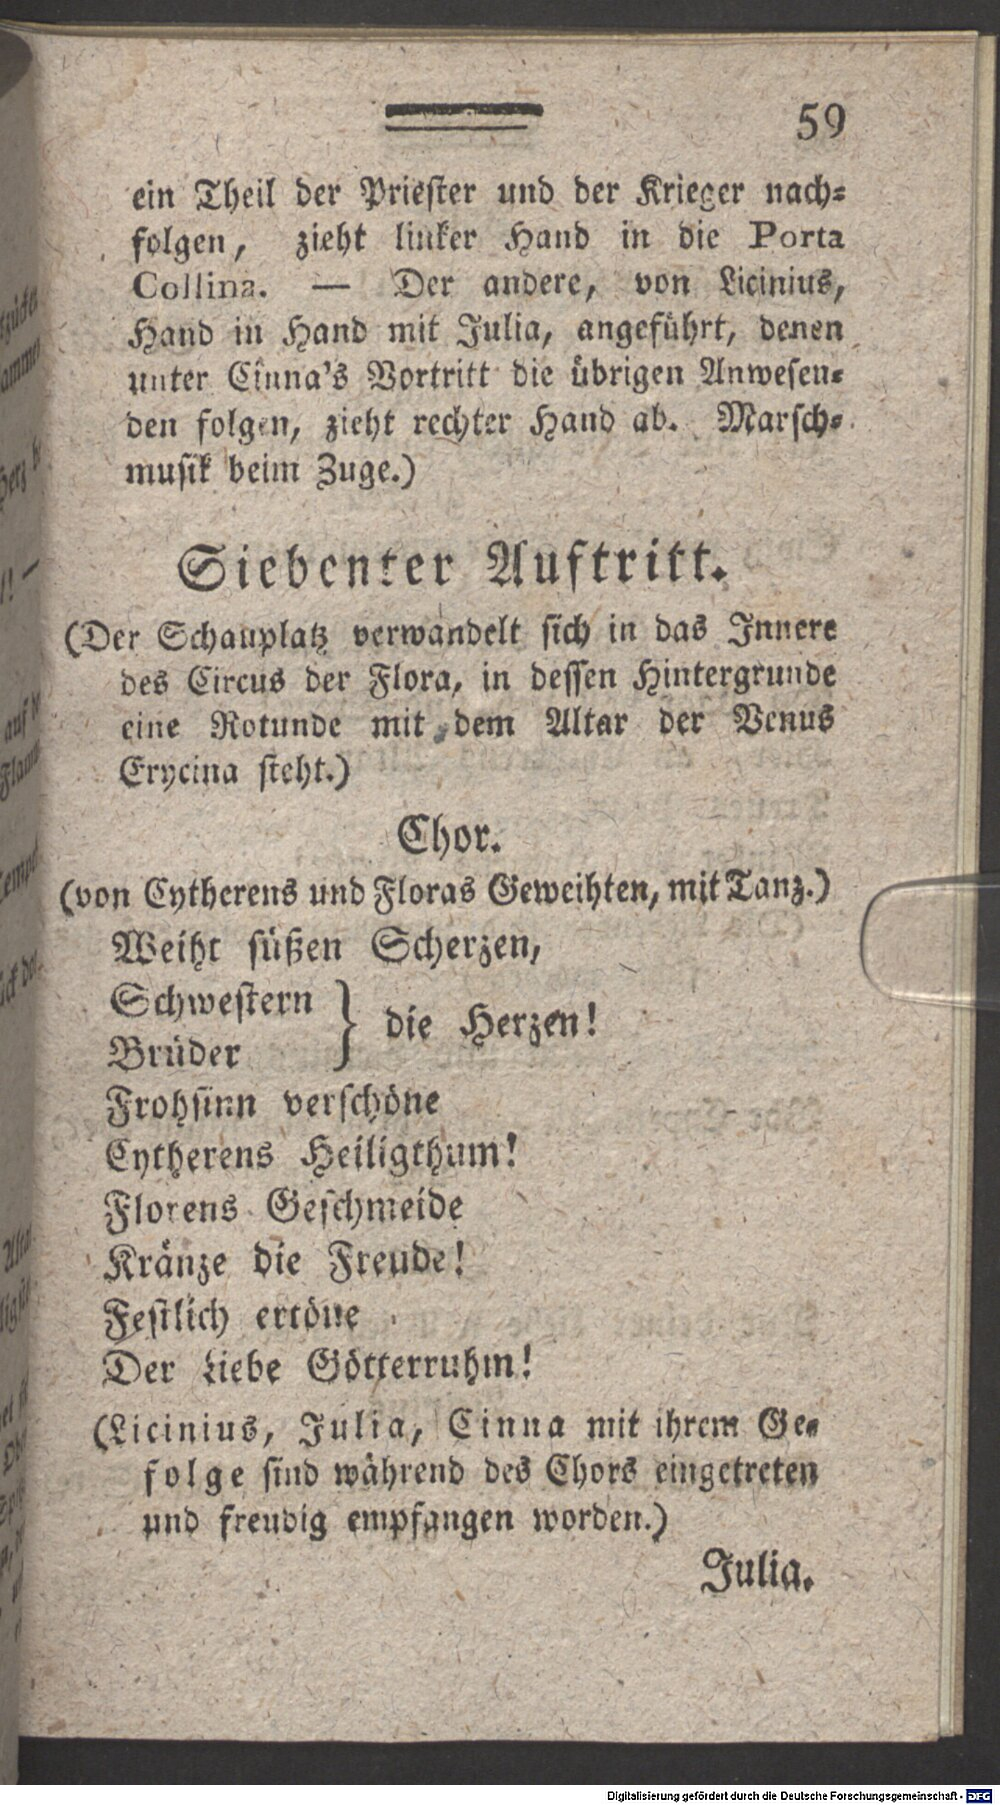 59
ein Theil der Priester und der Krieger nach-
folgen, zieht linker Hand in die Porta
Collina. — Der andere, von Licinius,
Hand in Hand mit Julia, angeführt, denen
unter Cinna's Vortritt die übrigen Anwesen-
den folgen, zieht rechter Hand ab. Marsch-
musik beim Zuge.)
Siebenter Auftritt.
(Der Schauplatz verwandelt sich in das Innere
des Circus der Flora, in dessen Hintergrunde
eine Rotunde mit dem Altar der Venus
Erycina steht.)
Chor.
(von Cytherens und Floras Geweihten, mit Tanz.)
Weiht süßen Scherzen,
Schwestern
Brüder } die Herzen!
Frohsinn verschöne
Cytherens Heiligthum!
Florens Geschmeide
Kränze die Freude!
Festlich ertöne
Der Liebe Götterruhm!
(Licinius, Julia, Cinna mit ihrem Ge-
folge sind während des Chors eingetreten
und freudig empfangen worden.)
Julia.
Digitalisierung gefördert durch die Deutsche Forschungsgemeinschaft - DFG